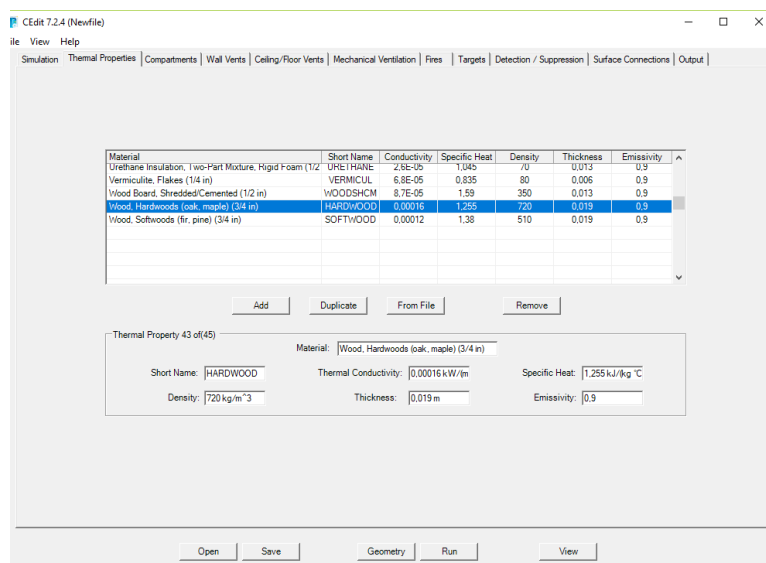 CEdit 7.2.4 (Newfile)
ile View Help
Simulation Thermal Properties Compartments Wall Vents Ceiling/Floor Vents Mechanical Ventilation Fires Targets Detection / Suppression Surface Connections Output
Material Short Name Conductivity Specific Heat Density Thickness Emissivity
Urethane Insulation, Two-Part Mixture, Rigid Foam (1/2 URETHANE 2,6E-05 1,045 70 0,013 0,9
Vermiculite, Flakes (1/4 in) VERMICUL 6,8E-05 0,835 80 0,006 0,9
Wood Board, Shredded/Cemented (1/2 in) WOODSHCM 8,7E-05 1,59 350 0,013 0,9
Wood, Hardwoods (oak, maple) (3/4 in) HARDWOOD 0,00016 1,255 720 0,019 0,9
Wood, Softwoods (fir, pine) (3/4 in) SOFTWOOD 0,00012 1,38 510 0,019 0,9
Add Duplicate From File Remove
Thermal Property 43 of(45)
Material: Wood, Hardwoods (oak, maple) (3/4 in)
Short Name: HARDWOOD Thermal Conductivity: 0,00016 kW/(m Specific Heat: 1,255 kJ/(kg °C
Density: 720 kg/m^3 Thickness: 0,019 m Emissivity: 0,9
Open Save Geometry Run View